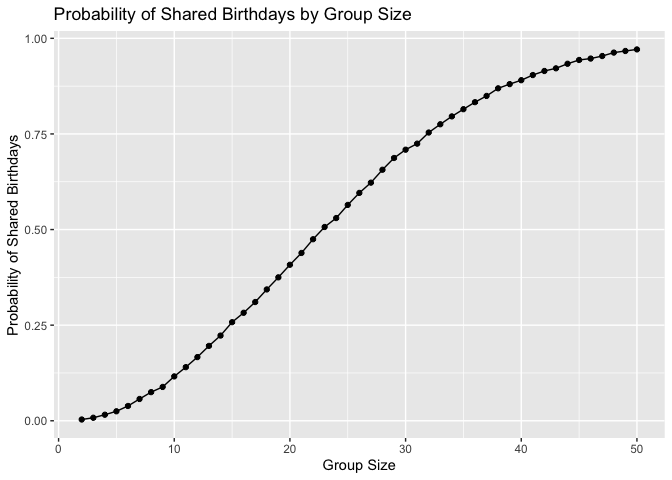 Probability of Shared Birthdays by Group Size
Probability of Shared Birthdays
1.00
0.75
0.50
0.25
0.00
0 10 20 30 40 50
Group Size